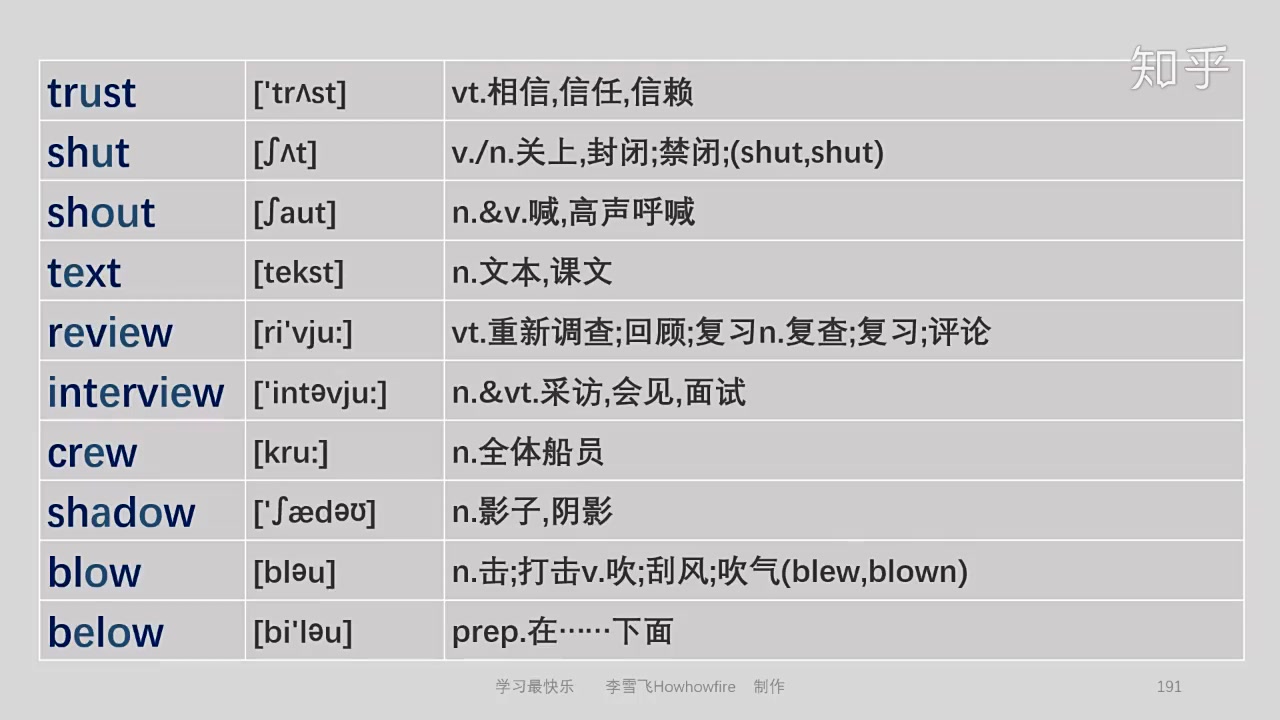 知乎
trust ['trʌst] vt.相信,信任,信赖
shut [ʃʌt] v./n.关上,封闭;禁闭;(shut,shut)
shout [ʃaut] n.&v.喊,高声呼喊
text [tekst] n.文本,课文
review [ri'vju:] vt.重新调查;回顾;复习n.复查;复习;评论
interview ['intəvju:] n.&vt.采访,会见,面试
crew [kru:] n.全体船员
shadow ['ʃædəʊ] n.影子,阴影
blow [bləu] n.击;打击v.吹;刮风;吹气(blew,blown)
below [bi'ləu] prep.在……下面
学习最快乐 李雪飞Howhowfire 制作 191